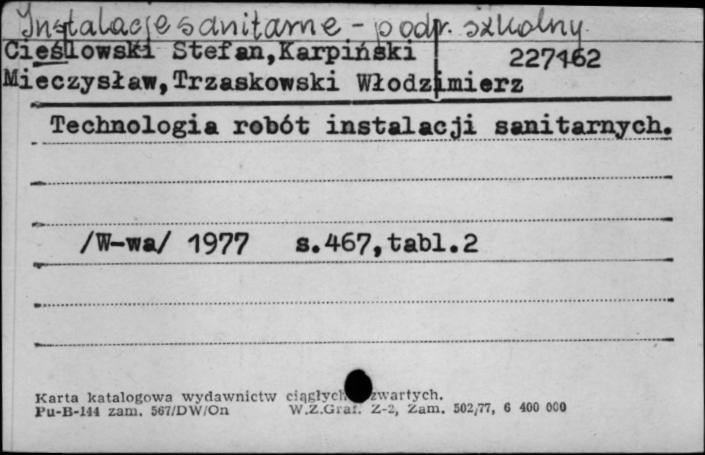 Instalacje sanitarne - podr. szkolny
Cieślowski Stefan,Karpiński
227462
Mieczysław,Trzaskowski Włodzimierz
Technologia robót instalacji sanitarnych.
/W-wa/ 1977 s.467,tabl.2
Karta katalogowa wydawnictw ciągłych zwartych.
Pu-B-144 zam. 567/DW/On W.Z.Graf. Z-2, Zam. 502/77, 6 400 000